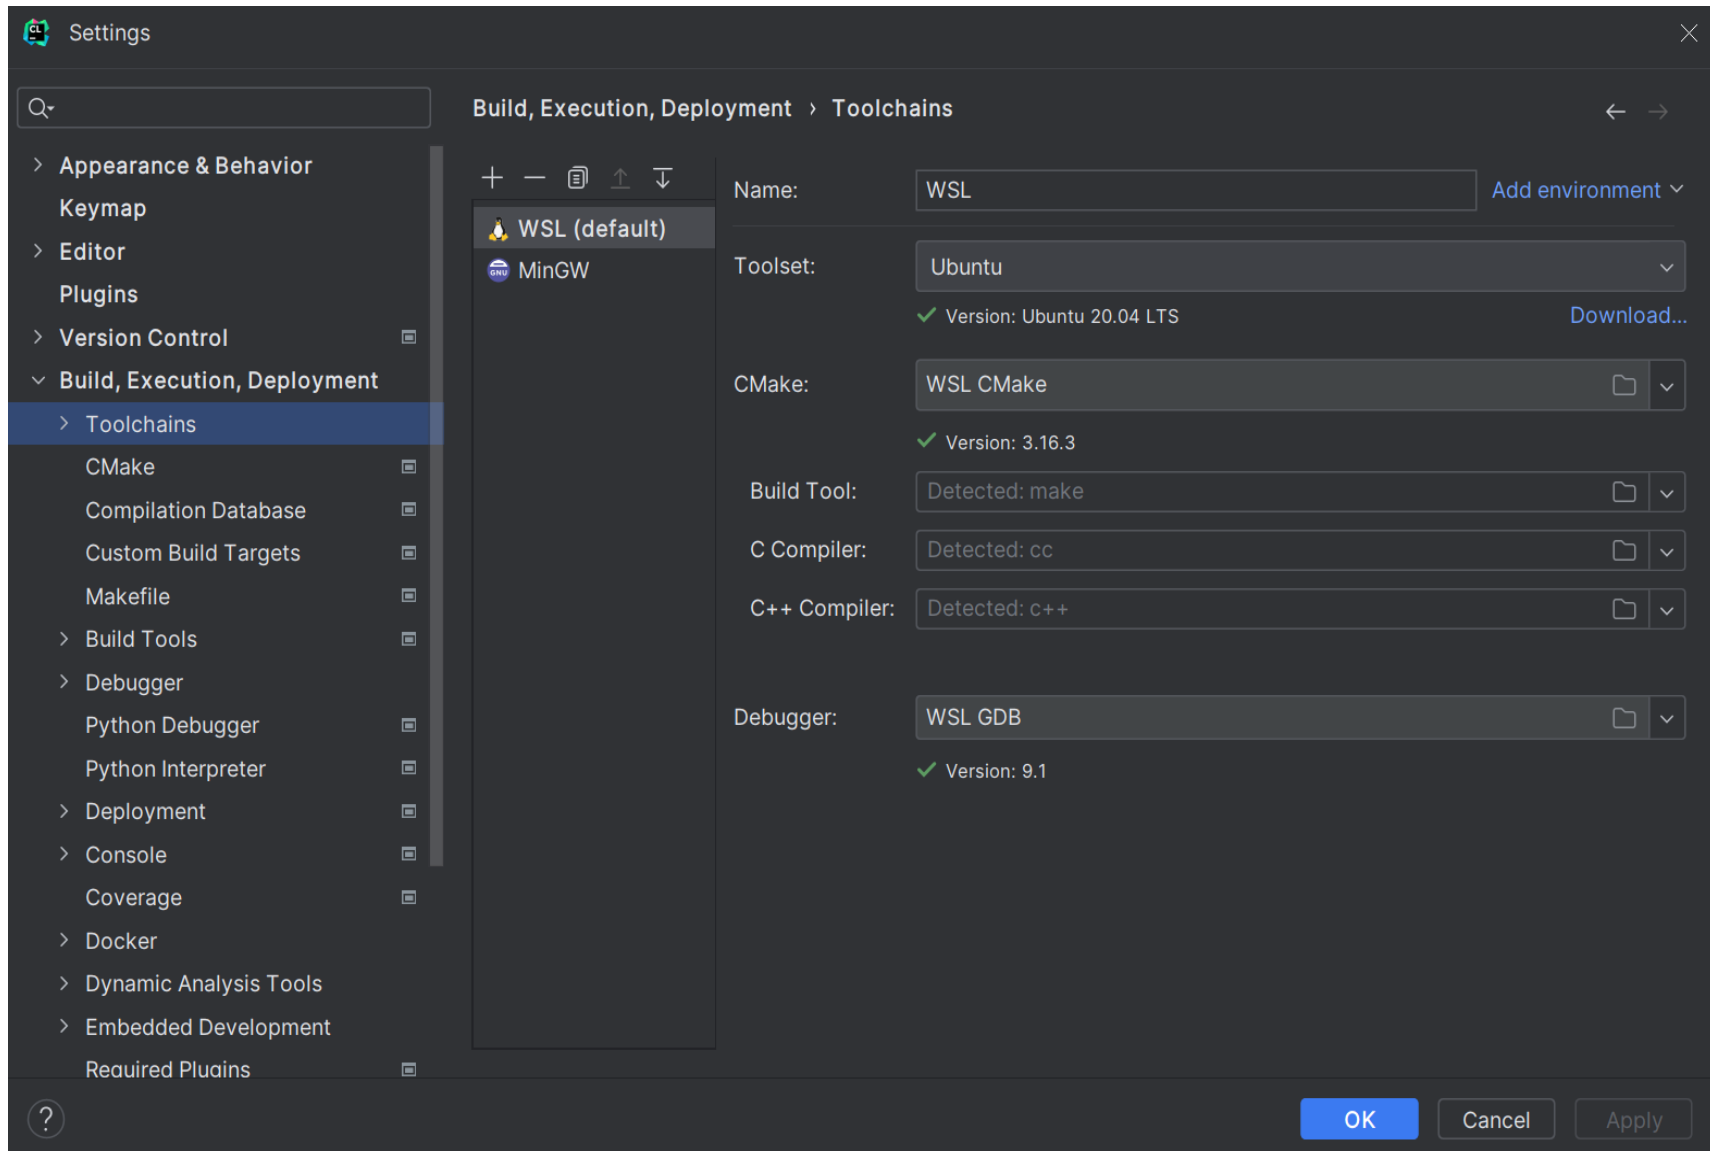 CL
Settings
Build, Execution, Deployment › Toolchains
Appearance & Behavior
Keymap
Editor
Plugins
Version Control
Build, Execution, Deployment
Toolchains
CMake
Compilation Database
Custom Build Targets
Makefile
Build Tools
Debugger
Python Debugger
Python Interpreter
Deployment
Console
Coverage
Docker
Dynamic Analysis Tools
Embedded Development
Required Plugins
WSL (default)
GNU
MinGW
Name: WSL Add environment
Toolset: Ubuntu
Version: Ubuntu 20.04 LTS Download...
CMake: WSL CMake
Version: 3.16.3
Build Tool: Detected: make
C Compiler: Detected: cc
C++ Compiler: Detected: c++
Debugger: WSL GDB
Version: 9.1
? OK Cancel Apply